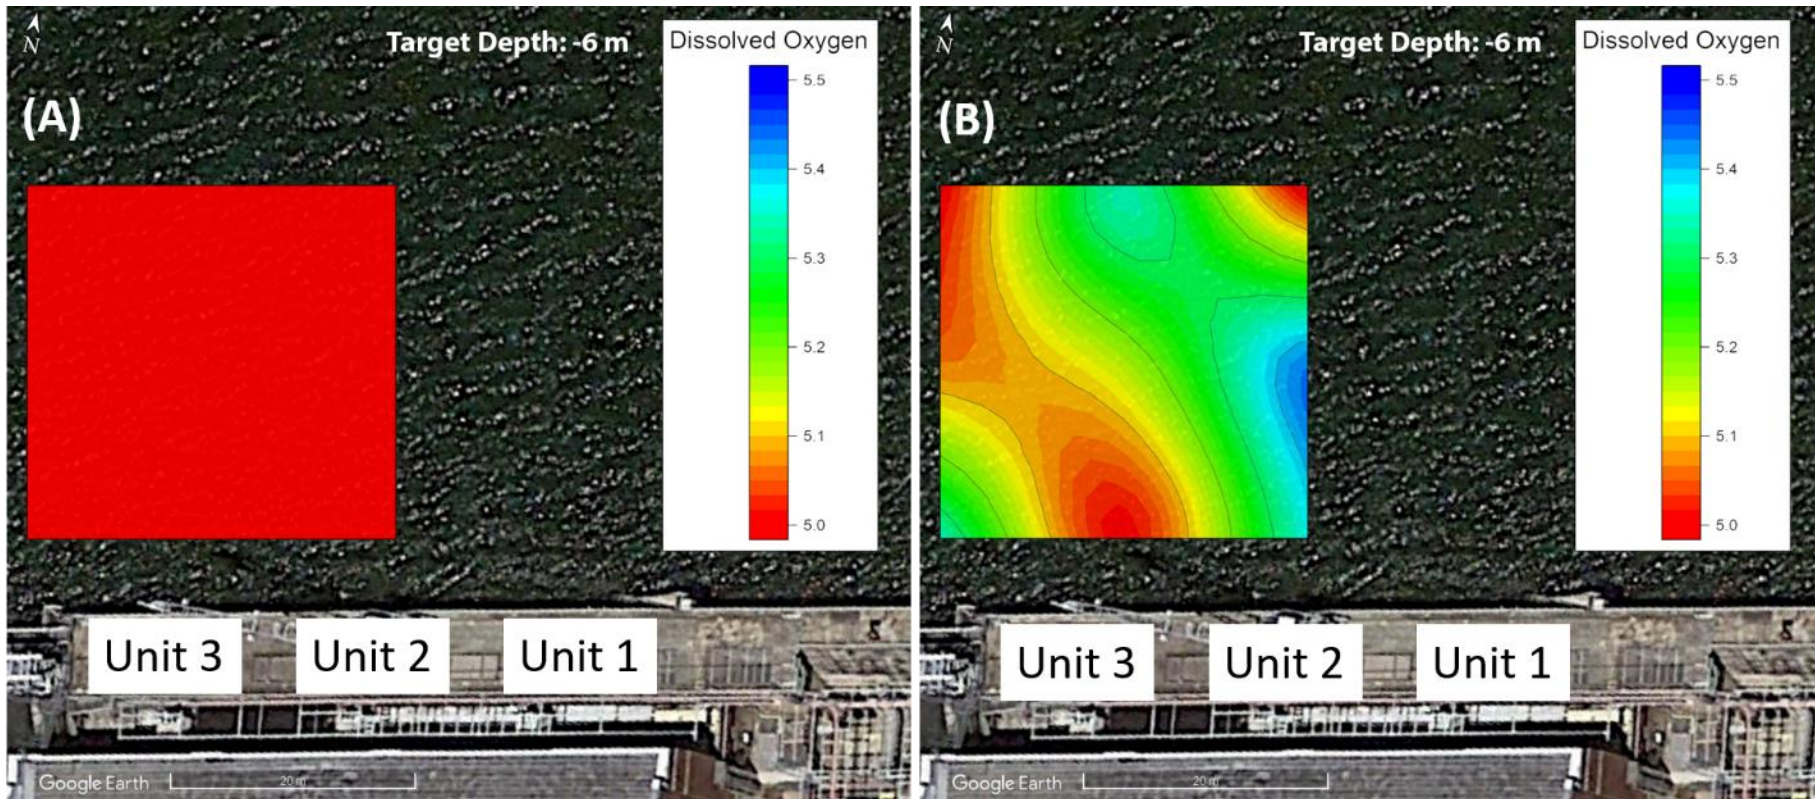 N
Target Depth: -6 m
Dissolved Oxygen
(A)
5.5
5.4
5.3
5.2
5.1
5.0
Unit 3
Unit 2
Unit 1
Google Earth
20 m
N
Target Depth: -6 m
Dissolved Oxygen
(B)
5.5
5.4
5.3
5.2
5.1
5.0
Unit 3
Unit 2
Unit 1
Google Earth
20 m